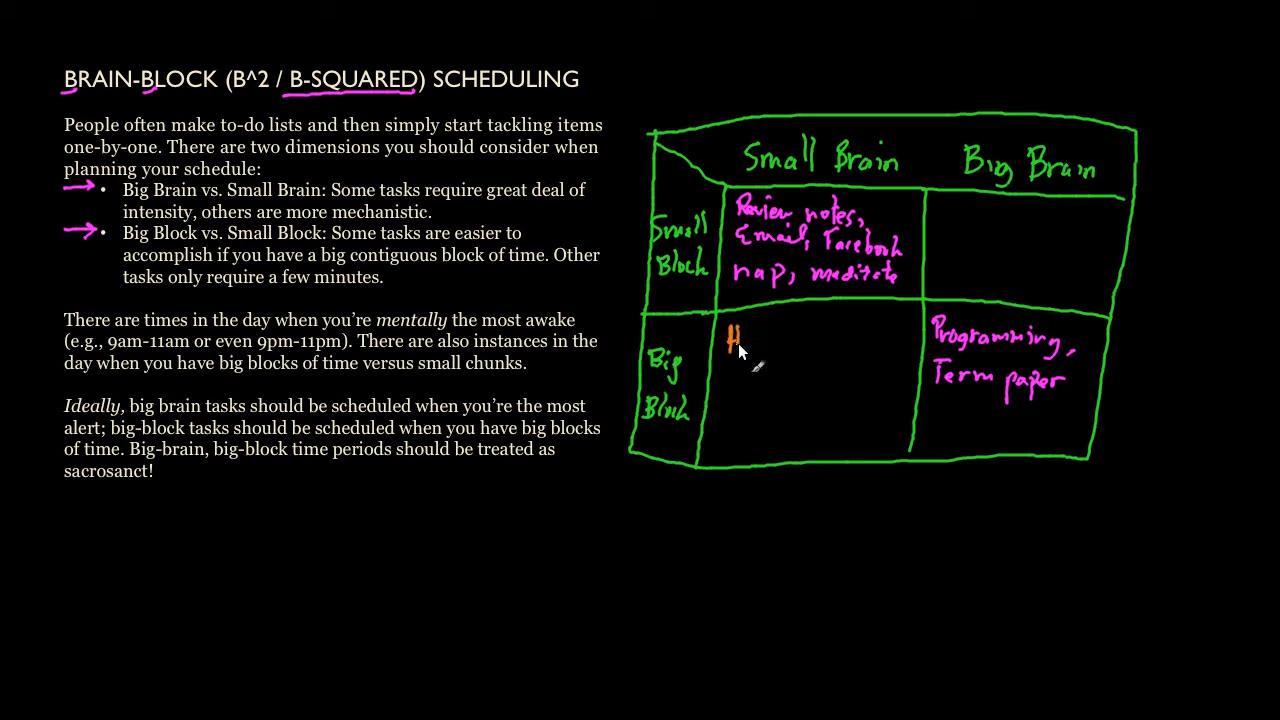 BRAIN-BLOCK (B^2 / B-SQUARED) SCHEDULING
People often make to-do lists and then simply start tackling items
one-by-one. There are two dimensions you should consider when
planning your schedule:
• Big Brain vs. Small Brain: Some tasks require great deal of
intensity, others are more mechanistic.
• Big Block vs. Small Block: Some tasks are easier to
accomplish if you have a big contiguous block of time. Other
tasks only require a few minutes.
There are times in the day when you're mentally the most awake
(e.g., 9am-11am or even 9pm-11pm). There are also instances in the
day when you have big blocks of time versus small chunks.
Ideally, big brain tasks should be scheduled when you're the most
alert; big-block tasks should be scheduled when you have big blocks
of time. Big-brain, big-block time periods should be treated as
sacrosanct!
Small Brain
Big Brain
Small
Block
Review notes,
Email, Facebook
nap, meditate
Big
Block
H
Programming,
Term paper